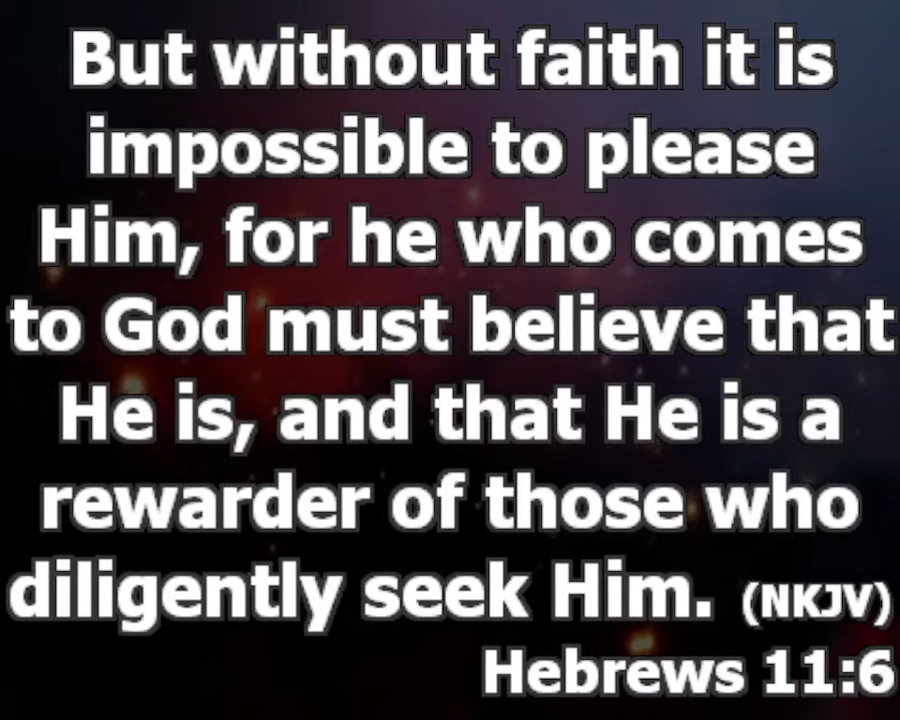 But without faith it is
impossible to please
Him, for he who comes
to God must believe that
He is, and that He is a
rewarder of those who
diligently seek Him. (NKJV)
Hebrews 11:6